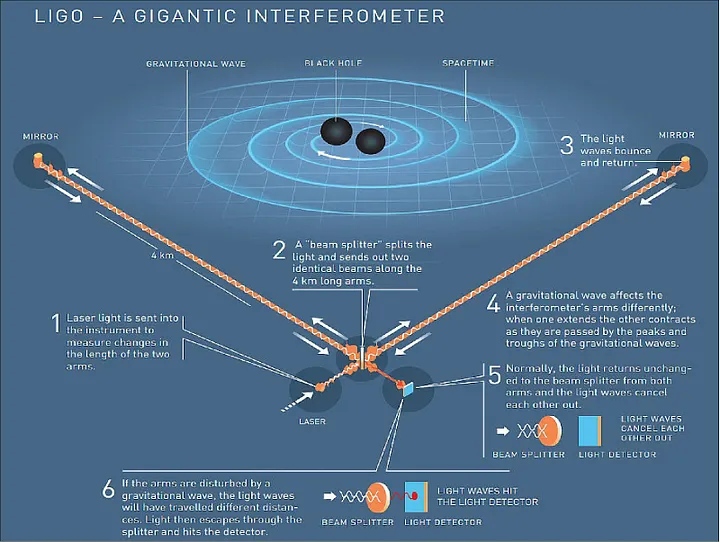 LIGO – A GIGANTIC INTERFEROMETER
GRAVITATIONAL WAVE
BLACK HOLE
SPACETIME
MIRROR
3 The light
waves bounce
and return.
MIRROR
4 km
2 A "beam splitter" splits the
light and sends out two
identical beams along the
4 km long arms.
1 Laser light is sent into
the instrument to
measure changes in
the length of the two
arms.
4 A gravitational wave affects the
interferometer's arms differently;
when one extends the other contracts
as they are passed by the peaks and
troughs of the gravitational waves.
5 Normally, the light returns unchang-
ed to the beam splitter from both
arms and the light waves cancel
each other out.
LASER
LIGHT WAVES
CANCEL EACH
OTHER OUT
BEAM SPLITTER
LIGHT DETECTOR
6 If the arms are disturbed by a
gravitational wave, the light waves
will have travelled different distan-
ces. Light then escapes through the
splitter and hits the detector.
LIGHT WAVES HIT
THE LIGHT DETECTOR
BEAM SPLITTER
LIGHT DETECTOR